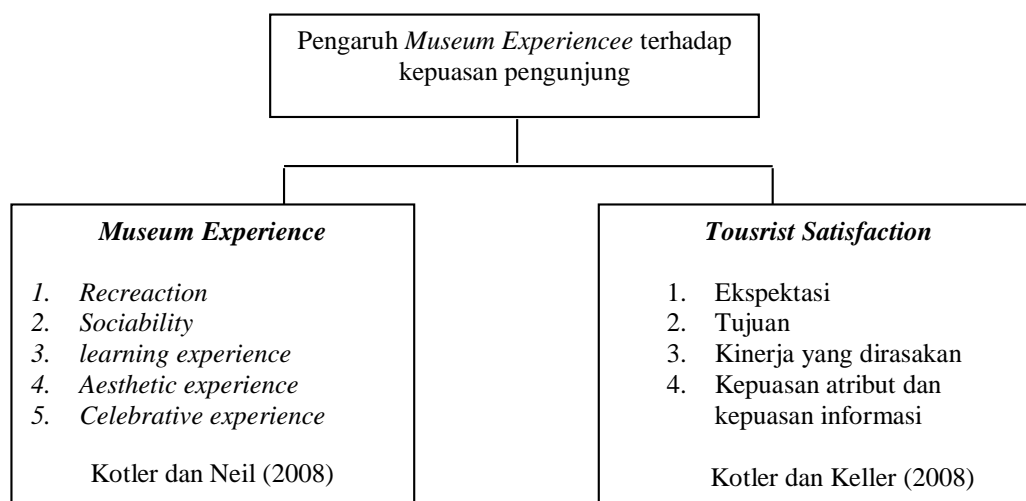 Pengaruh Museum Experiencee terhadap
kepuasan pengunjung
Museum Experience
1. Recreaction
2. Sociability
3. learning experience
4. Aesthetic experience
5. Celebrative experience
Kotler dan Neil (2008)
Tousrist Satisfaction
1. Ekspektasi
2. Tujuan
3. Kinerja yang dirasakan
4. Kepuasan atribut dan
kepuasan informasi
Kotler dan Keller (2008)